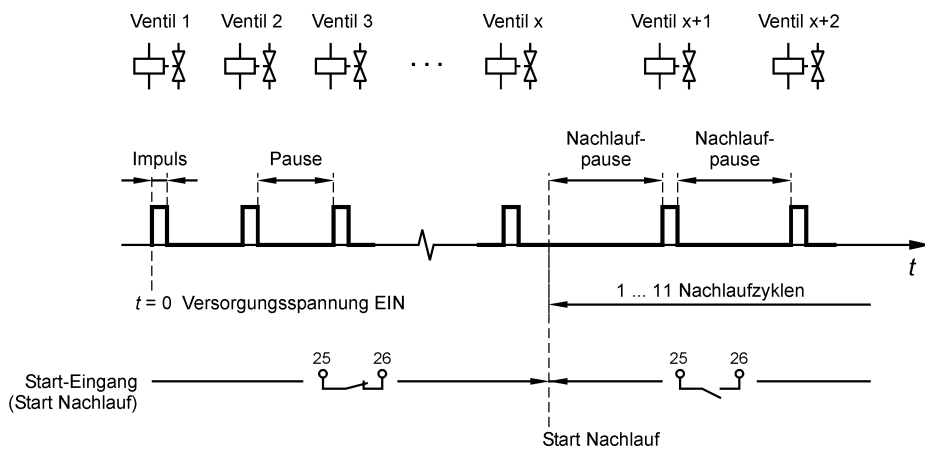 Ventil 1 Ventil 2 Ventil 3 Ventil x Ventil x+1 Ventil x+2
. . .
Impuls Pause
Nachlauf-
pause
Nachlauf-
pause
t
t = 0 Versorgungsspannung EIN
1 ... 11 Nachlaufzyklen
25 26 25 26
Start-Eingang
(Start Nachlauf)
Start Nachlauf